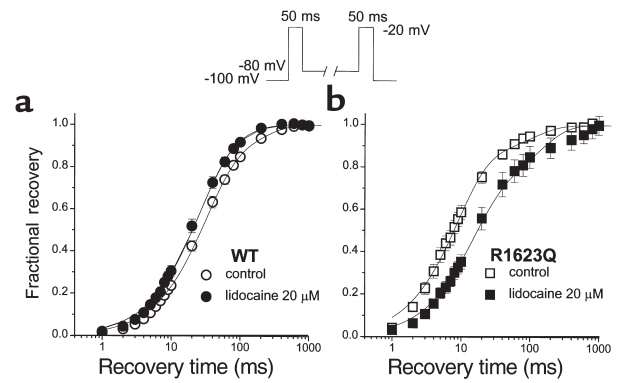 50 ms 50 ms
-20 mV
-80 mV
-100 mV
a
b
Fractional recovery
1.0
0.8
0.6
0.4
0.2
0.0
WT
control
lidocaine 20 μM
1 10 100 1000
Recovery time (ms)
1.0
0.8
0.6
0.4
0.2
0.0
R1623Q
control
lidocaine 20 μM
1 10 100 1000
Recovery time (ms)